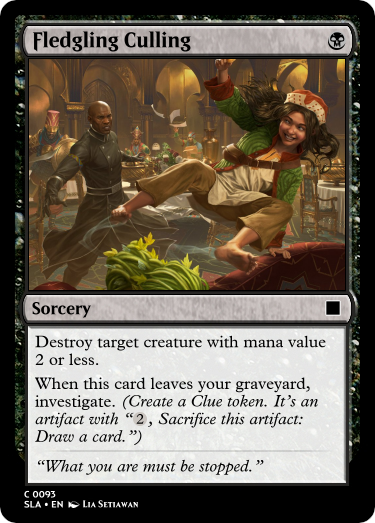 Fledgling Culling
Sorcery
Destroy target creature with mana value
2 or less.
When this card leaves your graveyard,
investigate. (Create a Clue token. It's an
artifact with “2, Sacrifice this artifact:
Draw a card.”)
“What you are must be stopped.”
C 0093
SLA • EN Lia Setiawan